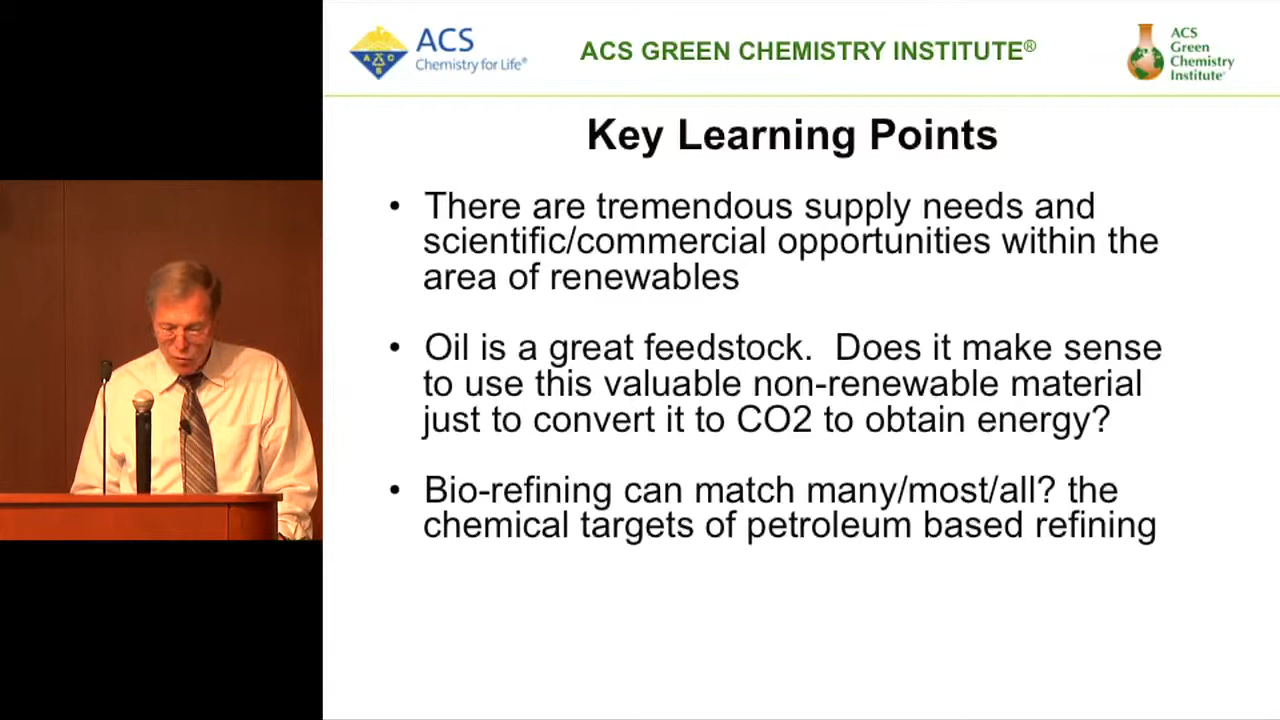 ACS
Chemistry for Life®
A C S
ACS GREEN CHEMISTRY INSTITUTE®
ACS
Green
Chemistry
Institute®
Key Learning Points
• There are tremendous supply needs and
scientific/commercial opportunities within the
area of renewables
• Oil is a great feedstock. Does it make sense
to use this valuable non-renewable material
just to convert it to CO2 to obtain energy?
• Bio-refining can match many/most/all? the
chemical targets of petroleum based refining